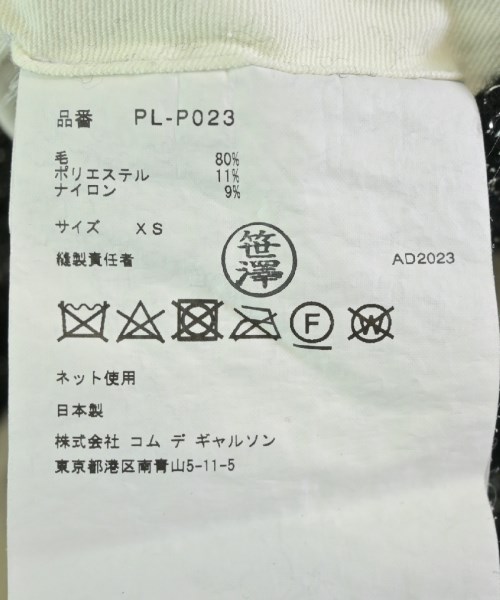 品番 PL-P023
毛 80%
ポリエステル 11%
ナイロン 9%
サイズ XS
笹澤
縫製責任者 AD2023
F W
ネット使用
日本製
株式会社 コム デ ギャルソン
東京都港区南青山5-11-5